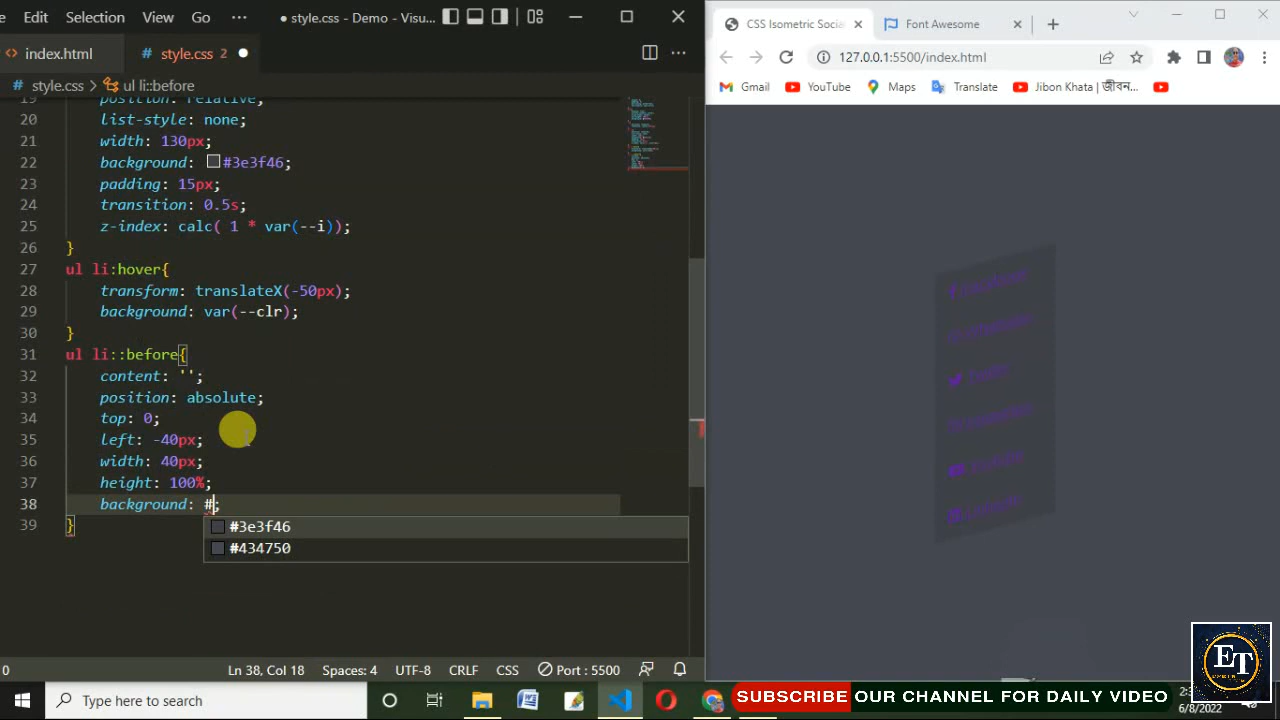 Edit Selection View Go ··· ● style.css - Demo - Visu...
index.html # style.css 2 ●
# style.css > ul li::before
19 position: relative;
20 list-style: none;
21 width: 130px;
22 background: #3e3f46;
23 padding: 15px;
24 transition: 0.5s;
25 z-index: calc( 1 * var(--i));
26 }
27 ul li:hover{
28 transform: translateX(-50px);
29 background: var(--clr);
30 }
31 ul li::before{
32 content: '';
33 position: absolute;
34 top: 0;
35 left: -40px;
36 width: 40px;
37 height: 100%;
38 background: #;
39 }
#3e3f46
#434750
0 Ln 38, Col 18 Spaces: 4 UTF-8 CRLF CSS Port : 5500
CSS Isometric Socia Font Awesome
127.0.0.1:5500/index.html
Gmail YouTube Maps Translate Jibon Khata | জীবন...
Twitter
Type here to search
SUBSCRIBE OUR CHANNEL FOR DAILY VIDEO
6/8/2022
ET